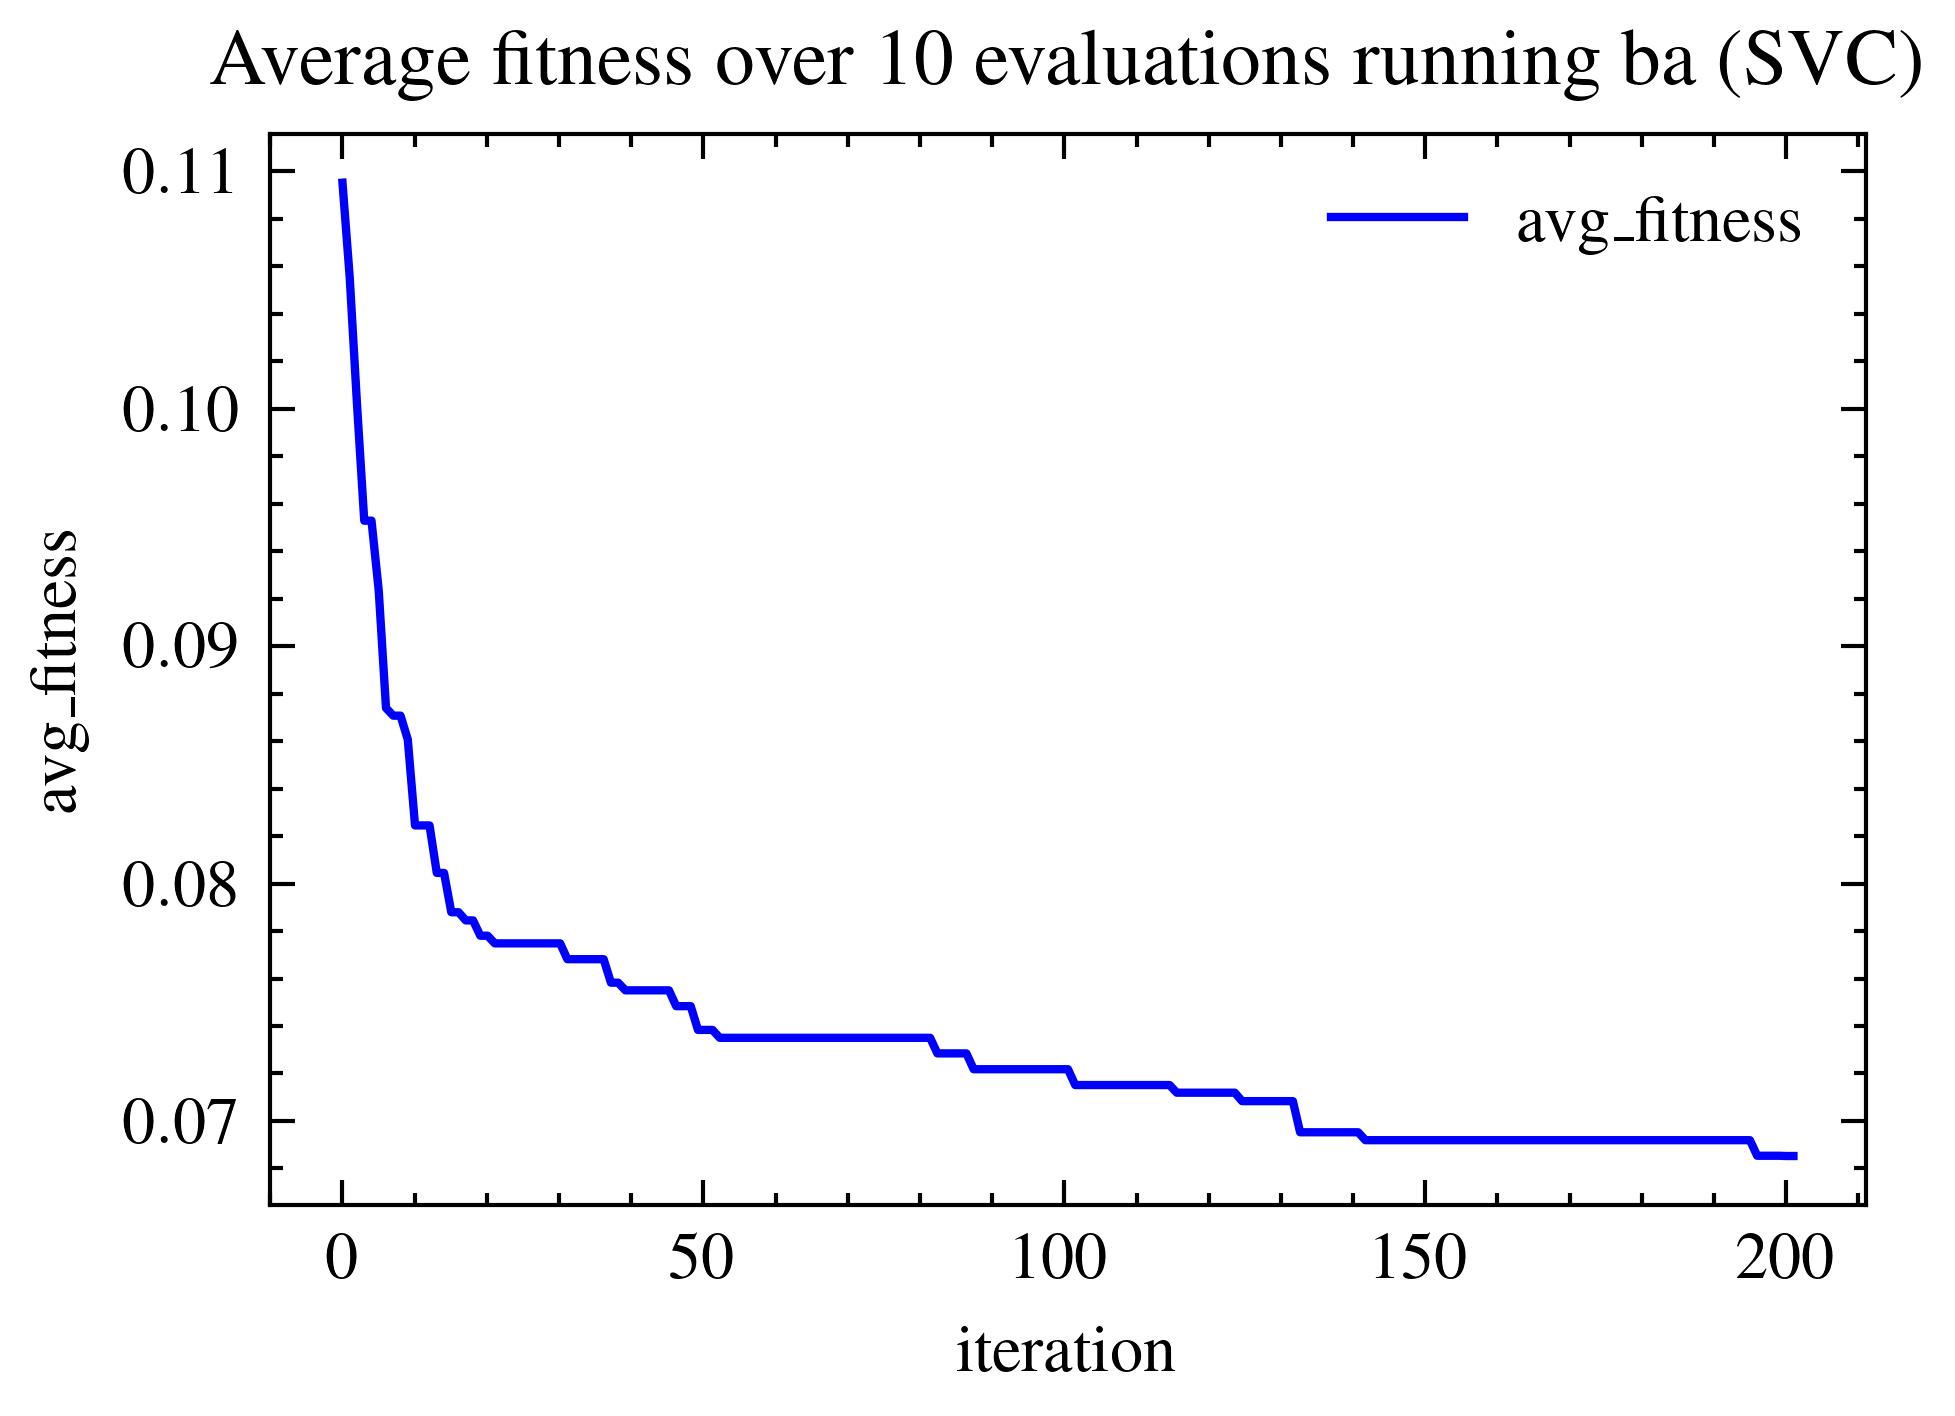 Average fitness over 10 evaluations running ba (SVC)
avg_fitness
0.11
0.10
0.09
0.08
0.07
avg_fitness
0 50 100 150 200
iteration